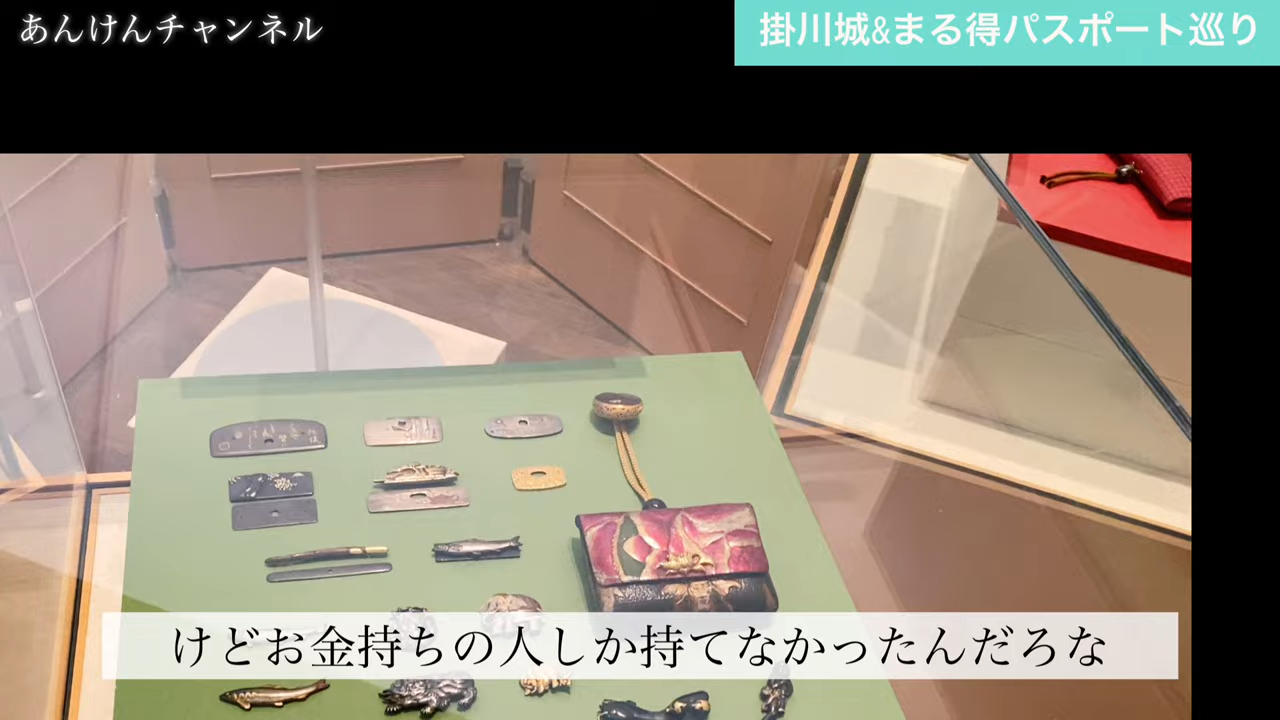 あんけんチャンネル
掛川城&まる得パスポート巡り
けどお金持ちの人しか持てなかったんだろな